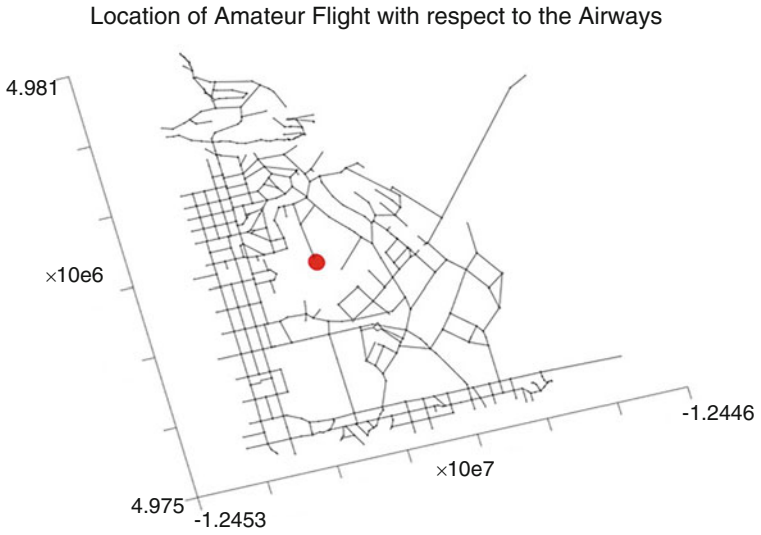 Location of Amateur Flight with respect to the Airways
4.981
×10e6
4.975
-1.2453
×10e7
-1.2446